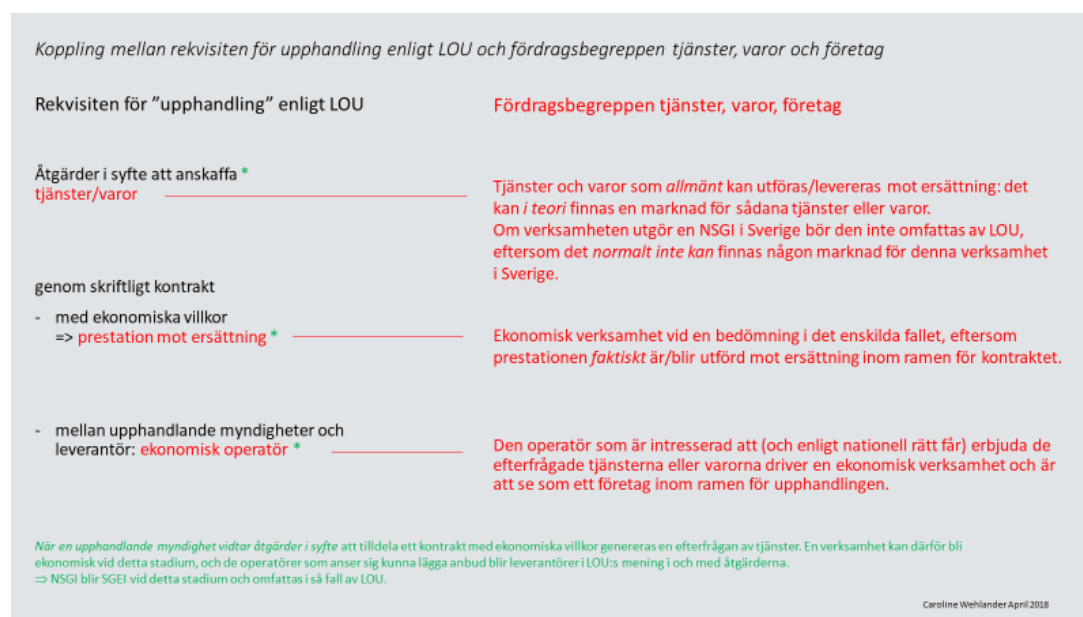 Koppling mellan rekvisiten för upphandling enligt LOU och fördragsbegreppen tjänster, varor och företag
Rekvisiten för ”upphandling” enligt LOU
Fördragsbegreppen tjänster, varor, företag
Åtgärder i syfte att anskaffa *
tjänster/varor
Tjänster och varor som allmänt kan utföras/levereras mot ersättning: det
kan i teori finnas en marknad för sådana tjänster eller varor.
Om verksamheten utgör en NSGI i Sverige bör den inte omfattas av LOU,
eftersom det normalt inte kan finnas någon marknad för denna verksamhet
i Sverige.
genom skriftligt kontrakt
- med ekonomiska villkor
=> prestation mot ersättning *
Ekonomisk verksamhet vid en bedömning i det enskilda fallet, eftersom
prestationen faktiskt är/blir utförd mot ersättning inom ramen för kontraktet.
- mellan upphandlande myndigheter och
leverantör: ekonomisk operatör *
Den operatör som är intresserad att (och enligt nationell rätt får) erbjuda de
efterfrågade tjänsterna eller varorna driver en ekonomisk verksamhet och är
att se som ett företag inom ramen för upphandlingen.
När en upphandlande myndighet vidtar åtgärder i syfte att tilldela ett kontrakt med ekonomiska villkor genereras en efterfrågan av tjänster. En verksamhet kan därför bli
ekonomisk vid detta stadium, och de operatörer som anser sig kunna lägga anbud blir leverantörer i LOU:s mening i och med åtgärderna.
⇒ NSGI blir SGEI vid detta stadium och omfattas i så fall av LOU.
Caroline Wehlander April 2018